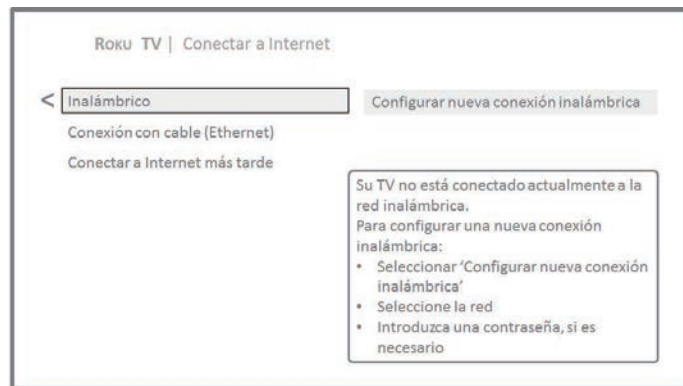 ROKU TV | Conectar a Internet
< Inalámbrico
Configurar nueva conexión inalámbrica
Conexión con cable (Ethernet)
Conectar a Internet más tarde
Su TV no está conectado actualmente a la
red inalámbrica.
Para configurar una nueva conexión
inalámbrica:
• Seleccionar ‘Configurar nueva conexión
inalámbrica’
• Seleccione la red
• Introduzca una contraseña, si es
necesario